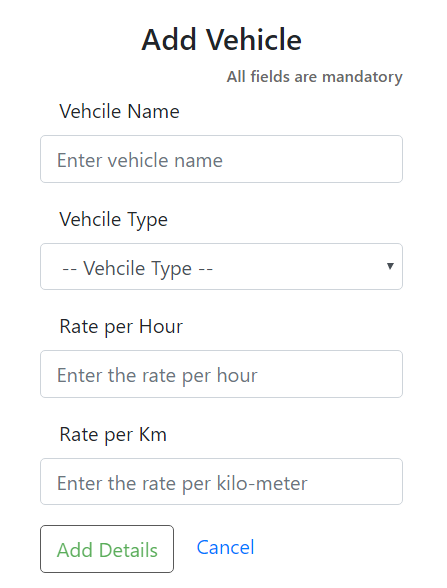 Add Vehicle
All fields are mandatory
Vehcile Name
Enter vehicle name
Vehcile Type
-- Vehcile Type --
Rate per Hour
Enter the rate per hour
Rate per Km
Enter the rate per kilo-meter
Add Details Cancel